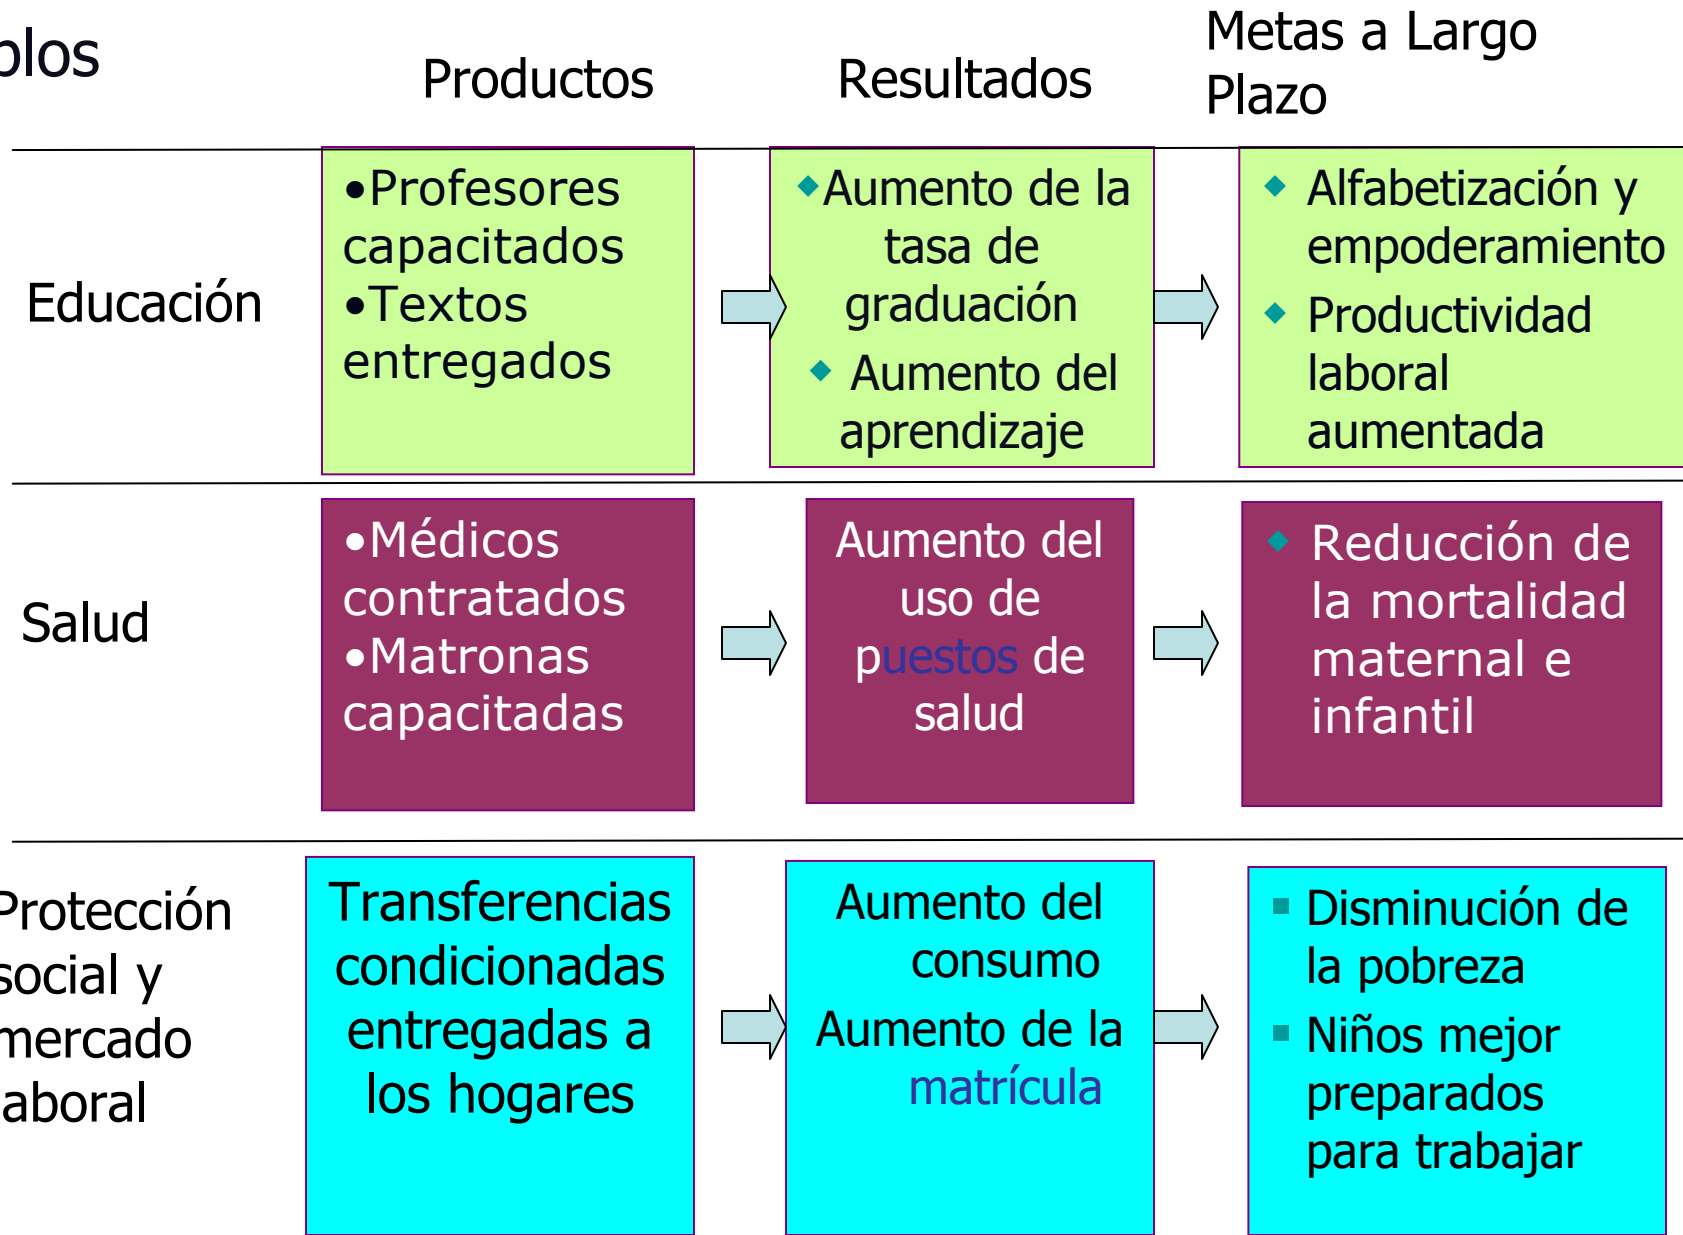 plos
Productos
Resultados
Metas a Largo
Plazo
Educación
•Profesores
capacitados
•Textos
entregados
Aumento de la
tasa de
graduación
Aumento del
aprendizaje
Alfabetización y
empoderamiento
Productividad
laboral
aumentada
Salud
•Médicos
contratados
•Matronas
capacitadas
Aumento del
uso de
puestos de
salud
Reducción de
la mortalidad
maternal e
infantil
Protección
social y
mercado
laboral
Transferencias
condicionadas
entregadas a
los hogares
Aumento del
consumo
Aumento de la
matrícula
Disminución de
la pobreza
Niños mejor
preparados
para trabajar